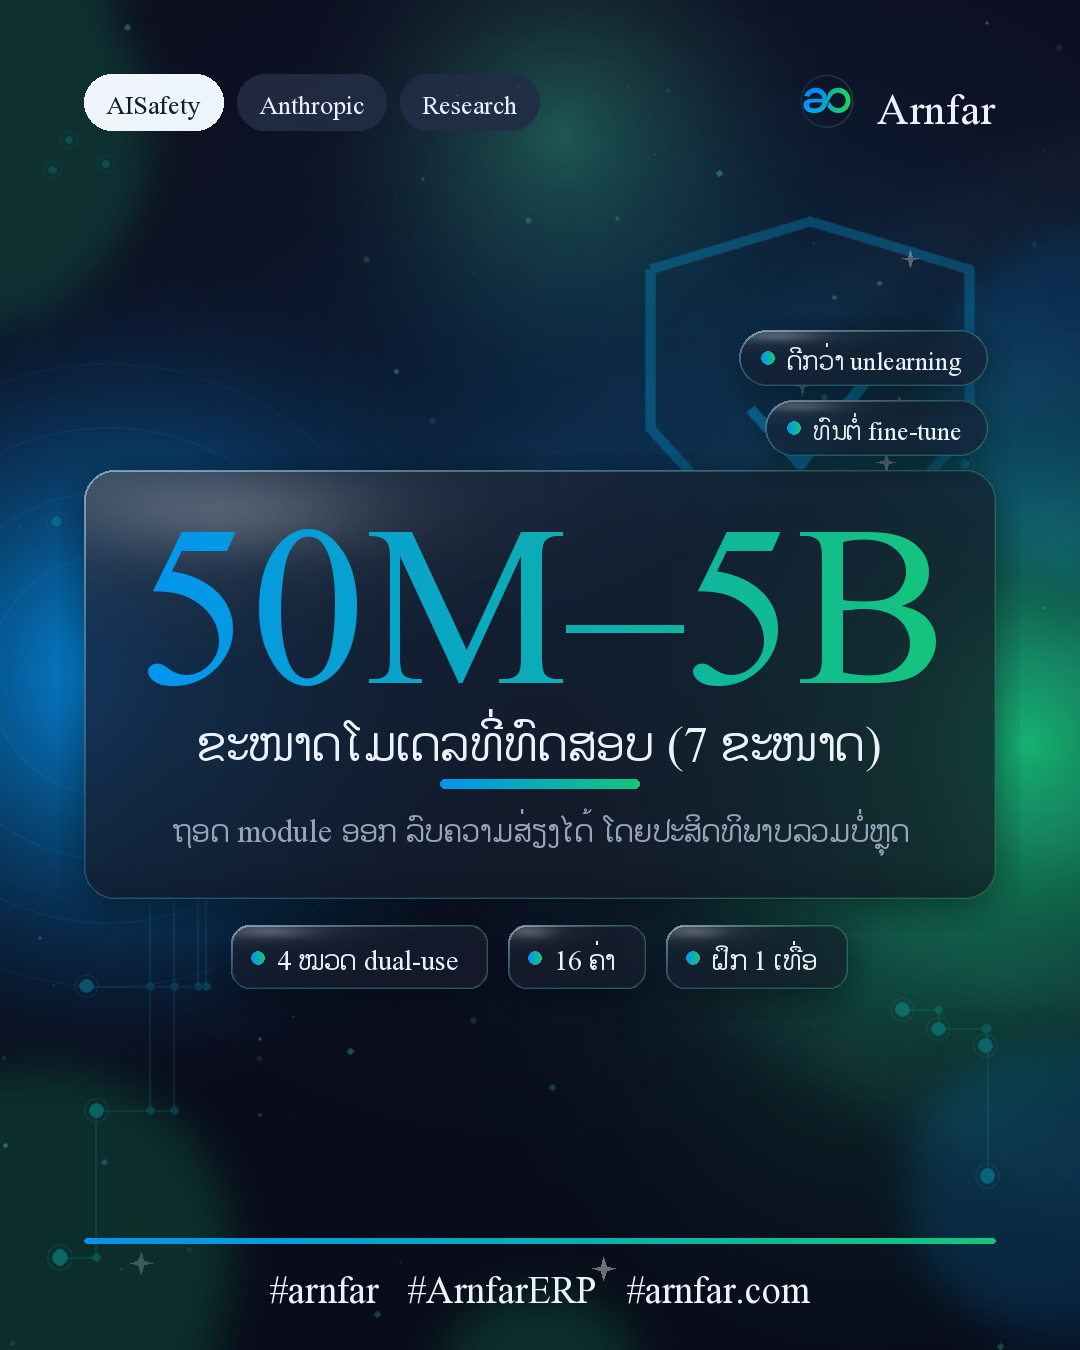 AISafety
Anthropic
Research
Arnfar
ດີກວ່າ unlearning
ທົນຕໍ່ fine-tune
50M–5B
ຂະໜາດໂມເດລທີ່ທົດສອບ (7 ຂະໜາດ)
ຖອດ module ອອກ ລົບຄວາມສ່ຽງໄດ້ ໂດຍປະສິດທິພາບລວມບໍ່ຫຼຸດ
4 ໝວດ dual-use
16 ຄ່າ
ຝຶກ 1 ເທື່ອ
#arnfar #ArnfarERP #arnfar.com